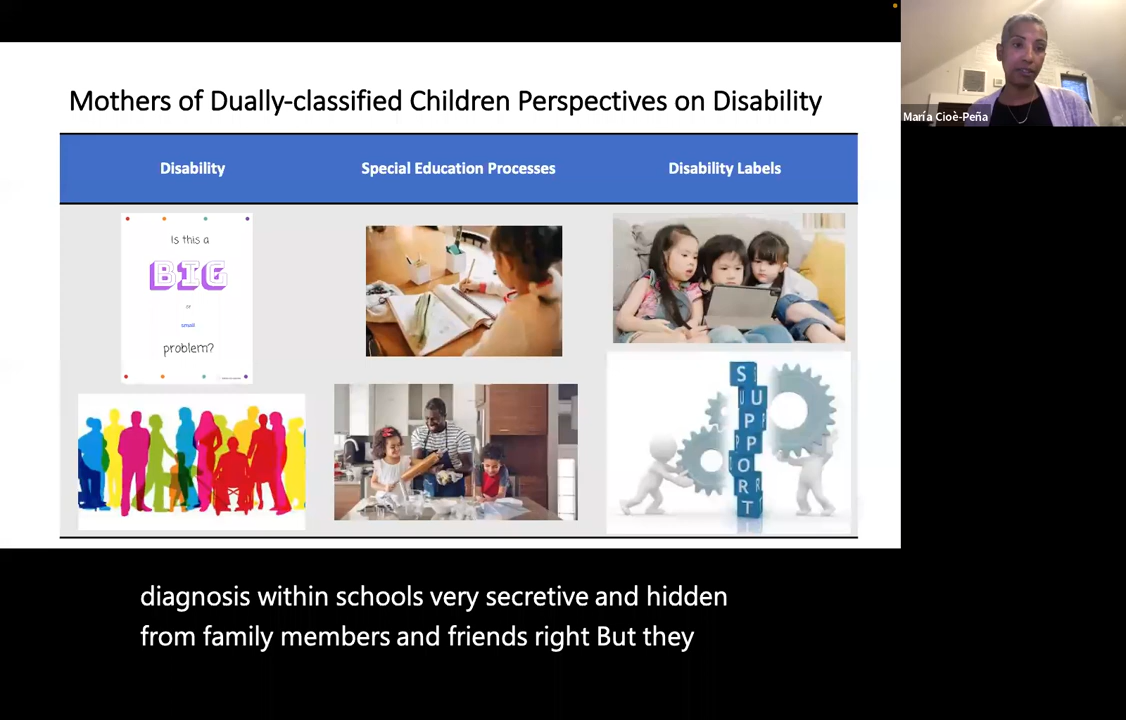 Mothers of Dually-classified Children Perspectives on Disability
María Cioè-Peña
Disability
Special Education Processes
Disability Labels
Is this a
BIG
or
small
problem?
SUPPORT
diagnosis within schools very secretive and hidden
from family members and friends right But they